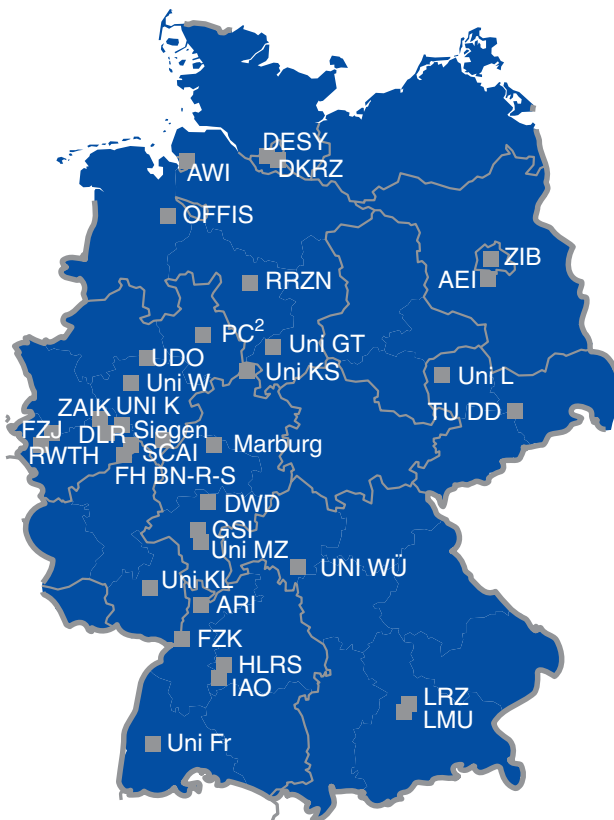 DESY
DKRZ
AWI
OFFIS
ZIB
AEI
RRZN
PC²
Uni GT
UDO
Uni KS
Uni L
Uni W
ZAIK
UNI K
TU DD
FZJ
DLR
Siegen
Marburg
RWTH
SCAI
FH BN-R-S
DWD
GSI
Uni MZ
UNI WÜ
Uni KL
ARI
FZK
HLRS
IAO
LRZ
LMU
Uni Fr